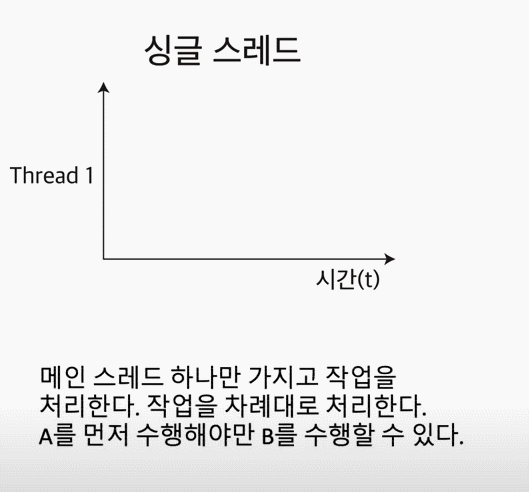 싱글 스레드
Thread 1
시간(t)
메인 스레드 하나만 가지고 작업을
처리한다. 작업을 차례대로 처리한다.
A를 먼저 수행해야만 B를 수행할 수 있다.